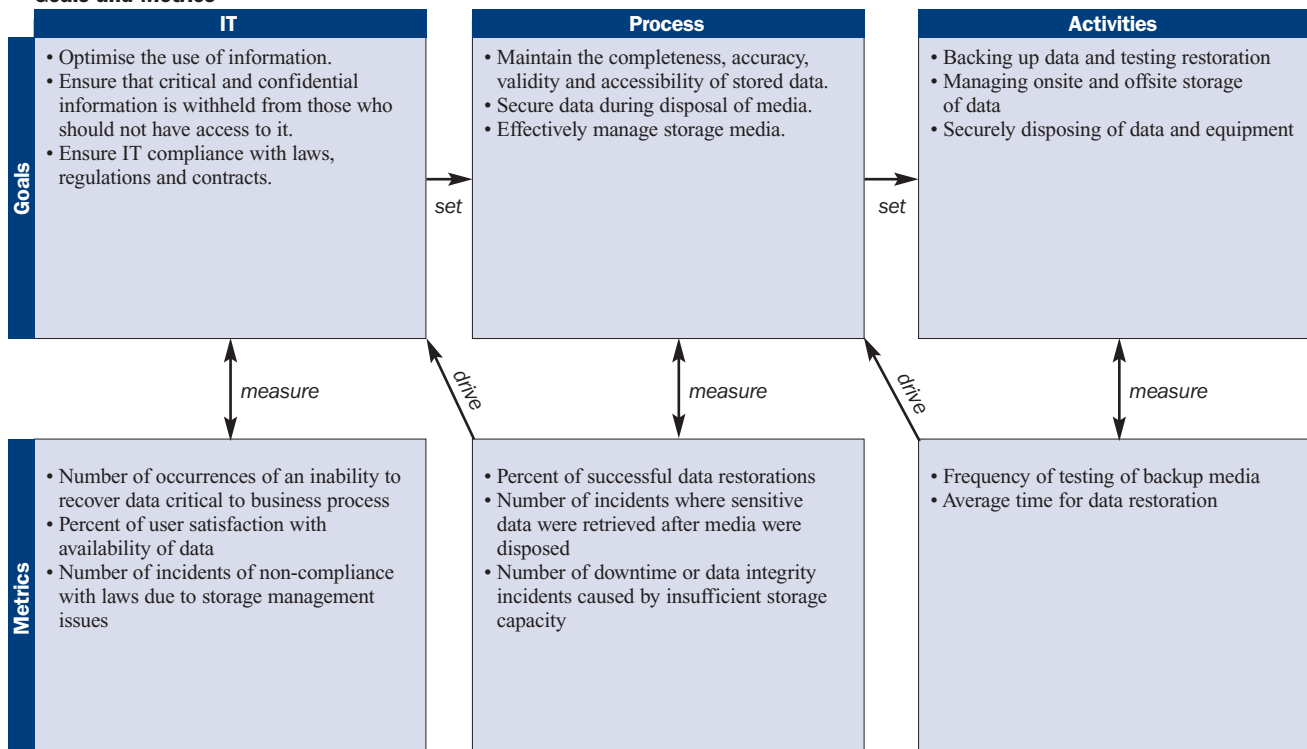 Goals and Metrics
IT
Process
Activities
Goals
• Optimise the use of information.
• Ensure that critical and confidential
information is withheld from those who
should not have access to it.
• Ensure IT compliance with laws,
regulations and contracts.
set
• Maintain the completeness, accuracy,
validity and accessibility of stored data.
• Secure data during disposal of media.
• Effectively manage storage media.
set
• Backing up data and testing restoration
• Managing onsite and offsite storage
of data
• Securely disposing of data and equipment
measure
drive
measure
drive
measure
Metrics
• Number of occurrences of an inability to
recover data critical to business process
• Percent of user satisfaction with
availability of data
• Number of incidents of non-compliance
with laws due to storage management
issues
• Percent of successful data restorations
• Number of incidents where sensitive
data were retrieved after media were
disposed
• Number of downtime or data integrity
incidents caused by insufficient storage
capacity
• Frequency of testing of backup media
• Average time for data restoration